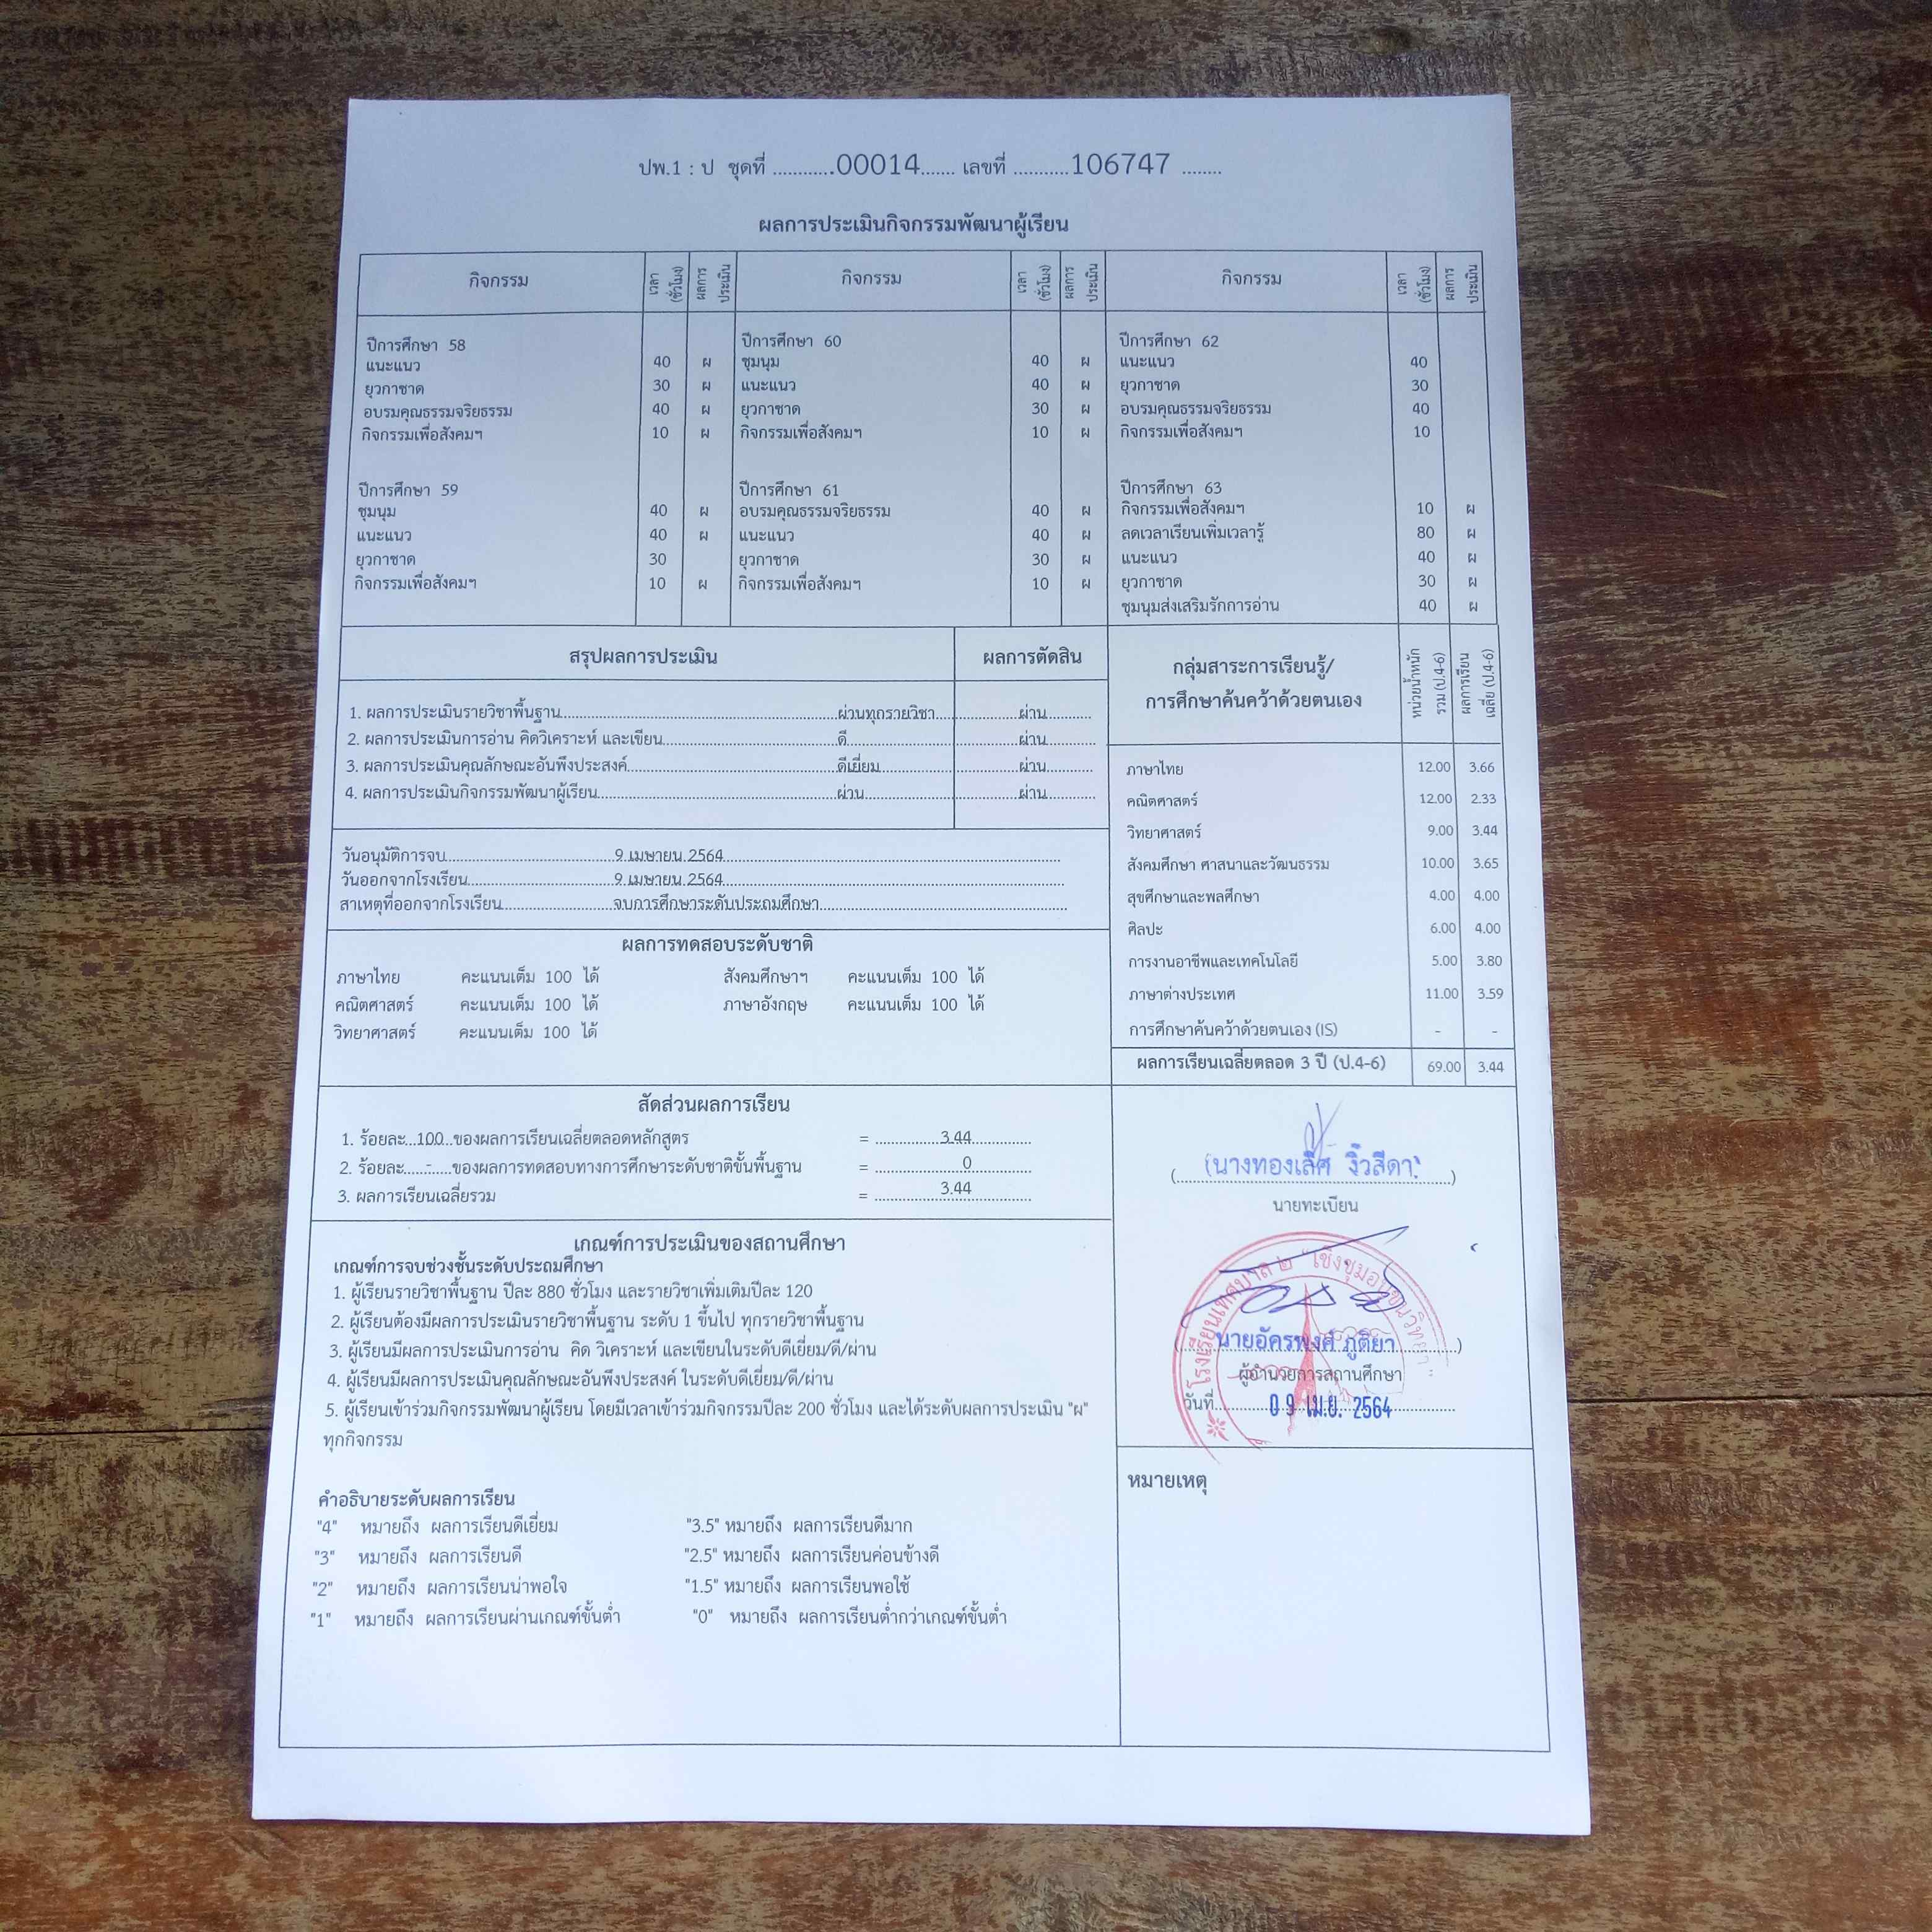 ปพ.1 : ป ชุดที่ ............00014....... เลขที่ ...........106747 ........
ผลการประเมินกิจกรรมพัฒนาผู้เรียน
กิจกรรม เวลา (ชั่วโมง) ผลการประเมิน กิจกรรม เวลา (ชั่วโมง) ผลการประเมิน กิจกรรม เวลา (ชั่วโมง) ผลการประเมิน
ปีการศึกษา 58 ปีการศึกษา 60 ปีการศึกษา 62
แนะแนว 40 ผ ชุมนุม 40 ผ แนะแนว 40
ยุวกาชาด 30 ผ แนะแนว 40 ผ ยุวกาชาด 30
อบรมคุณธรรมจริยธรรม 40 ผ ยุวกาชาด 30 ผ อบรมคุณธรรมจริยธรรม 40
กิจกรรมเพื่อสังคมฯ 10 ผ กิจกรรมเพื่อสังคมฯ 10 ผ กิจกรรมเพื่อสังคมฯ 10
ปีการศึกษา 59 ปีการศึกษา 61 ปีการศึกษา 63
ชุมนุม 40 ผ อบรมคุณธรรมจริยธรรม 40 ผ กิจกรรมเพื่อสังคมฯ 10 ผ
แนะแนว 40 ผ แนะแนว 40 ผ ลดเวลาเรียนเพิ่มเวลารู้ 80 ผ
ยุวกาชาด 30 ยุวกาชาด 30 ผ แนะแนว 40 ผ
กิจกรรมเพื่อสังคมฯ 10 ผ กิจกรรมเพื่อสังคมฯ 10 ผ ยุวกาชาด 30 ผ
ชุมนุมส่งเสริมรักการอ่าน 40 ผ
สรุปผลการประเมิน ผลการตัดสิน
1. ผลการประเมินรายวิชาพื้นฐาน ผ่านทุกรายวิชา ผ่าน
2. ผลการประเมินการอ่าน คิดวิเคราะห์ และเขียน ดี ผ่าน
3. ผลการประเมินคุณลักษณะอันพึงประสงค์ ดีเยี่ยม ผ่าน
4. ผลการประเมินกิจกรรมพัฒนาผู้เรียน ผ่าน ผ่าน
วันอนุมัติการจบ 9 เมษายน 2564
วันออกจากโรงเรียน 9 เมษายน 2564
สาเหตุที่ออกจากโรงเรียน จบการศึกษาระดับประถมศึกษา
ผลการทดสอบระดับชาติ
ภาษาไทย คะแนนเต็ม 100 ได้ สังคมศึกษาฯ คะแนนเต็ม 100 ได้
คณิตศาสตร์ คะแนนเต็ม 100 ได้ ภาษาอังกฤษ คะแนนเต็ม 100 ได้
วิทยาศาสตร์ คะแนนเต็ม 100 ได้
กลุ่มสาระการเรียนรู้/
การศึกษาค้นคว้าด้วยตนเอง
หน่วยน้ำหนัก รวม (ป.4-6) ผลการเรียน เฉลี่ย (ป.4-6)
ภาษาไทย 12.00 3.66
คณิตศาสตร์ 12.00 2.33
วิทยาศาสตร์ 9.00 3.44
สังคมศึกษา ศาสนาและวัฒนธรรม 10.00 3.65
สุขศึกษาและพลศึกษา 4.00 4.00
ศิลปะ 6.00 4.00
การงานอาชีพและเทคโนโลยี 5.00 3.80
ภาษาต่างประเทศ 11.00 3.59
การศึกษาค้นคว้าด้วยตนเอง (IS) - -
ผลการเรียนเฉลี่ยตลอด 3 ปี (ป.4-6) 69.00 3.44
สัดส่วนผลการเรียน
1. ร้อยละ...100...ของผลการเรียนเฉลี่ยตลอดหลักสูตร = 3.44
2. ร้อยละ.....-.....ของผลการทดสอบทางการศึกษาระดับชาติขั้นพื้นฐาน = 0
3. ผลการเรียนเฉลี่ยรวม = 3.44
(นางทองเลิศ งิ้วสีดา)
นายทะเบียน
โรงเรียนเทศบาล ๒ "เชิงชุมอนุชนวิทยา"
นายอัครพงศ์ ภูติยา
ผู้อำนวยการสถานศึกษา
วันที่ 09 เม.ย. 2564
เกณฑ์การประเมินของสถานศึกษา
เกณฑ์การจบช่วงชั้นระดับประถมศึกษา
1. ผู้เรียนรายวิชาพื้นฐาน ปีละ 880 ชั่วโมง และรายวิชาเพิ่มเติมปีละ 120
2. ผู้เรียนต้องมีผลการประเมินรายวิชาพื้นฐาน ระดับ 1 ขึ้นไป ทุกรายวิชาพื้นฐาน
3. ผู้เรียนมีผลการประเมินการอ่าน คิด วิเคราะห์ และเขียนในระดับดีเยี่ยม/ดี/ผ่าน
4. ผู้เรียนมีผลการประเมินคุณลักษณะอันพึงประสงค์ ในระดับดีเยี่ยม/ดี/ผ่าน
5. ผู้เรียนเข้าร่วมกิจกรรมพัฒนาผู้เรียน โดยมีเวลาเข้าร่วมกิจกรรมปีละ 200 ชั่วโมง และได้ระดับผลการประเมิน "ผ"
ทุกกิจกรรม
หมายเหตุ
คำอธิบายระดับผลการเรียน
"4" หมายถึง ผลการเรียนดีเยี่ยม "3.5" หมายถึง ผลการเรียนดีมาก
"3" หมายถึง ผลการเรียนดี "2.5" หมายถึง ผลการเรียนค่อนข้างดี
"2" หมายถึง ผลการเรียนน่าพอใจ "1.5" หมายถึง ผลการเรียนพอใช้
"1" หมายถึง ผลการเรียนผ่านเกณฑ์ขั้นต่ำ "0" หมายถึง ผลการเรียนต่ำกว่าเกณฑ์ขั้นต่ำ